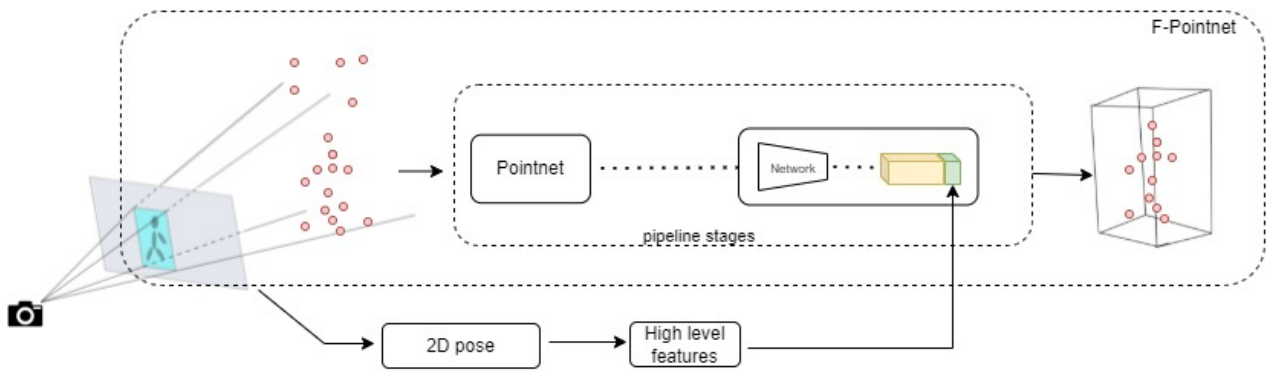 F-Pointnet
Pointnet
Network
pipeline stages
2D pose
High level
features